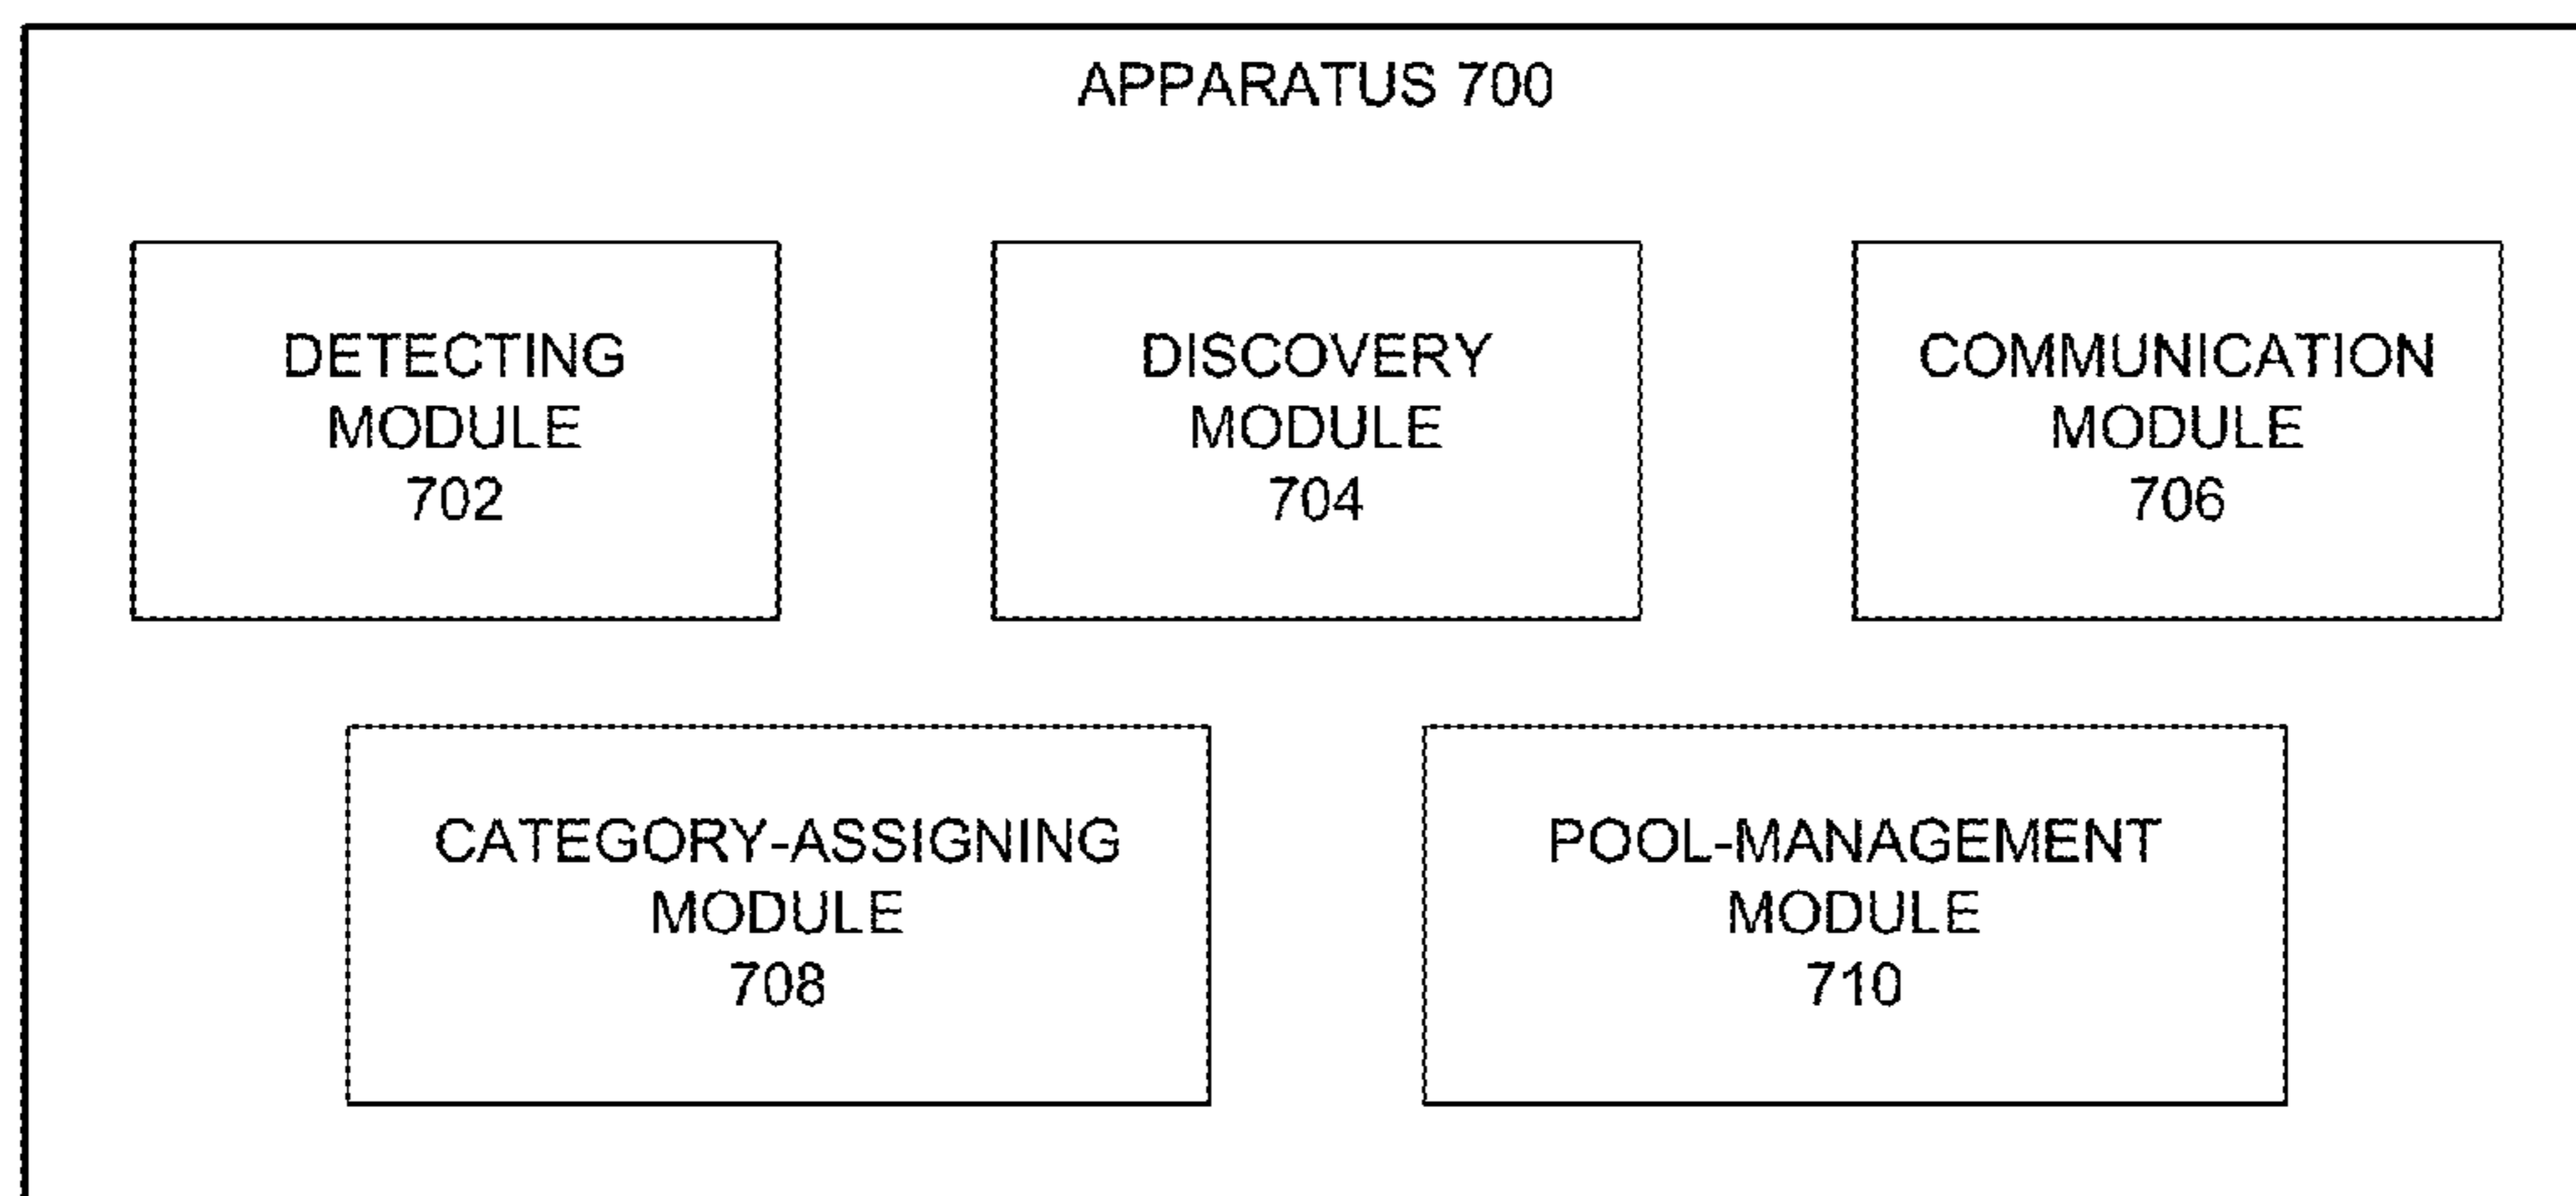 APPARATUS 700
DETECTING
MODULE
702
DISCOVERY
MODULE
704
COMMUNICATION
MODULE
706
CATEGORY-ASSIGNING
MODULE
708
POOL-MANAGEMENT
MODULE
710